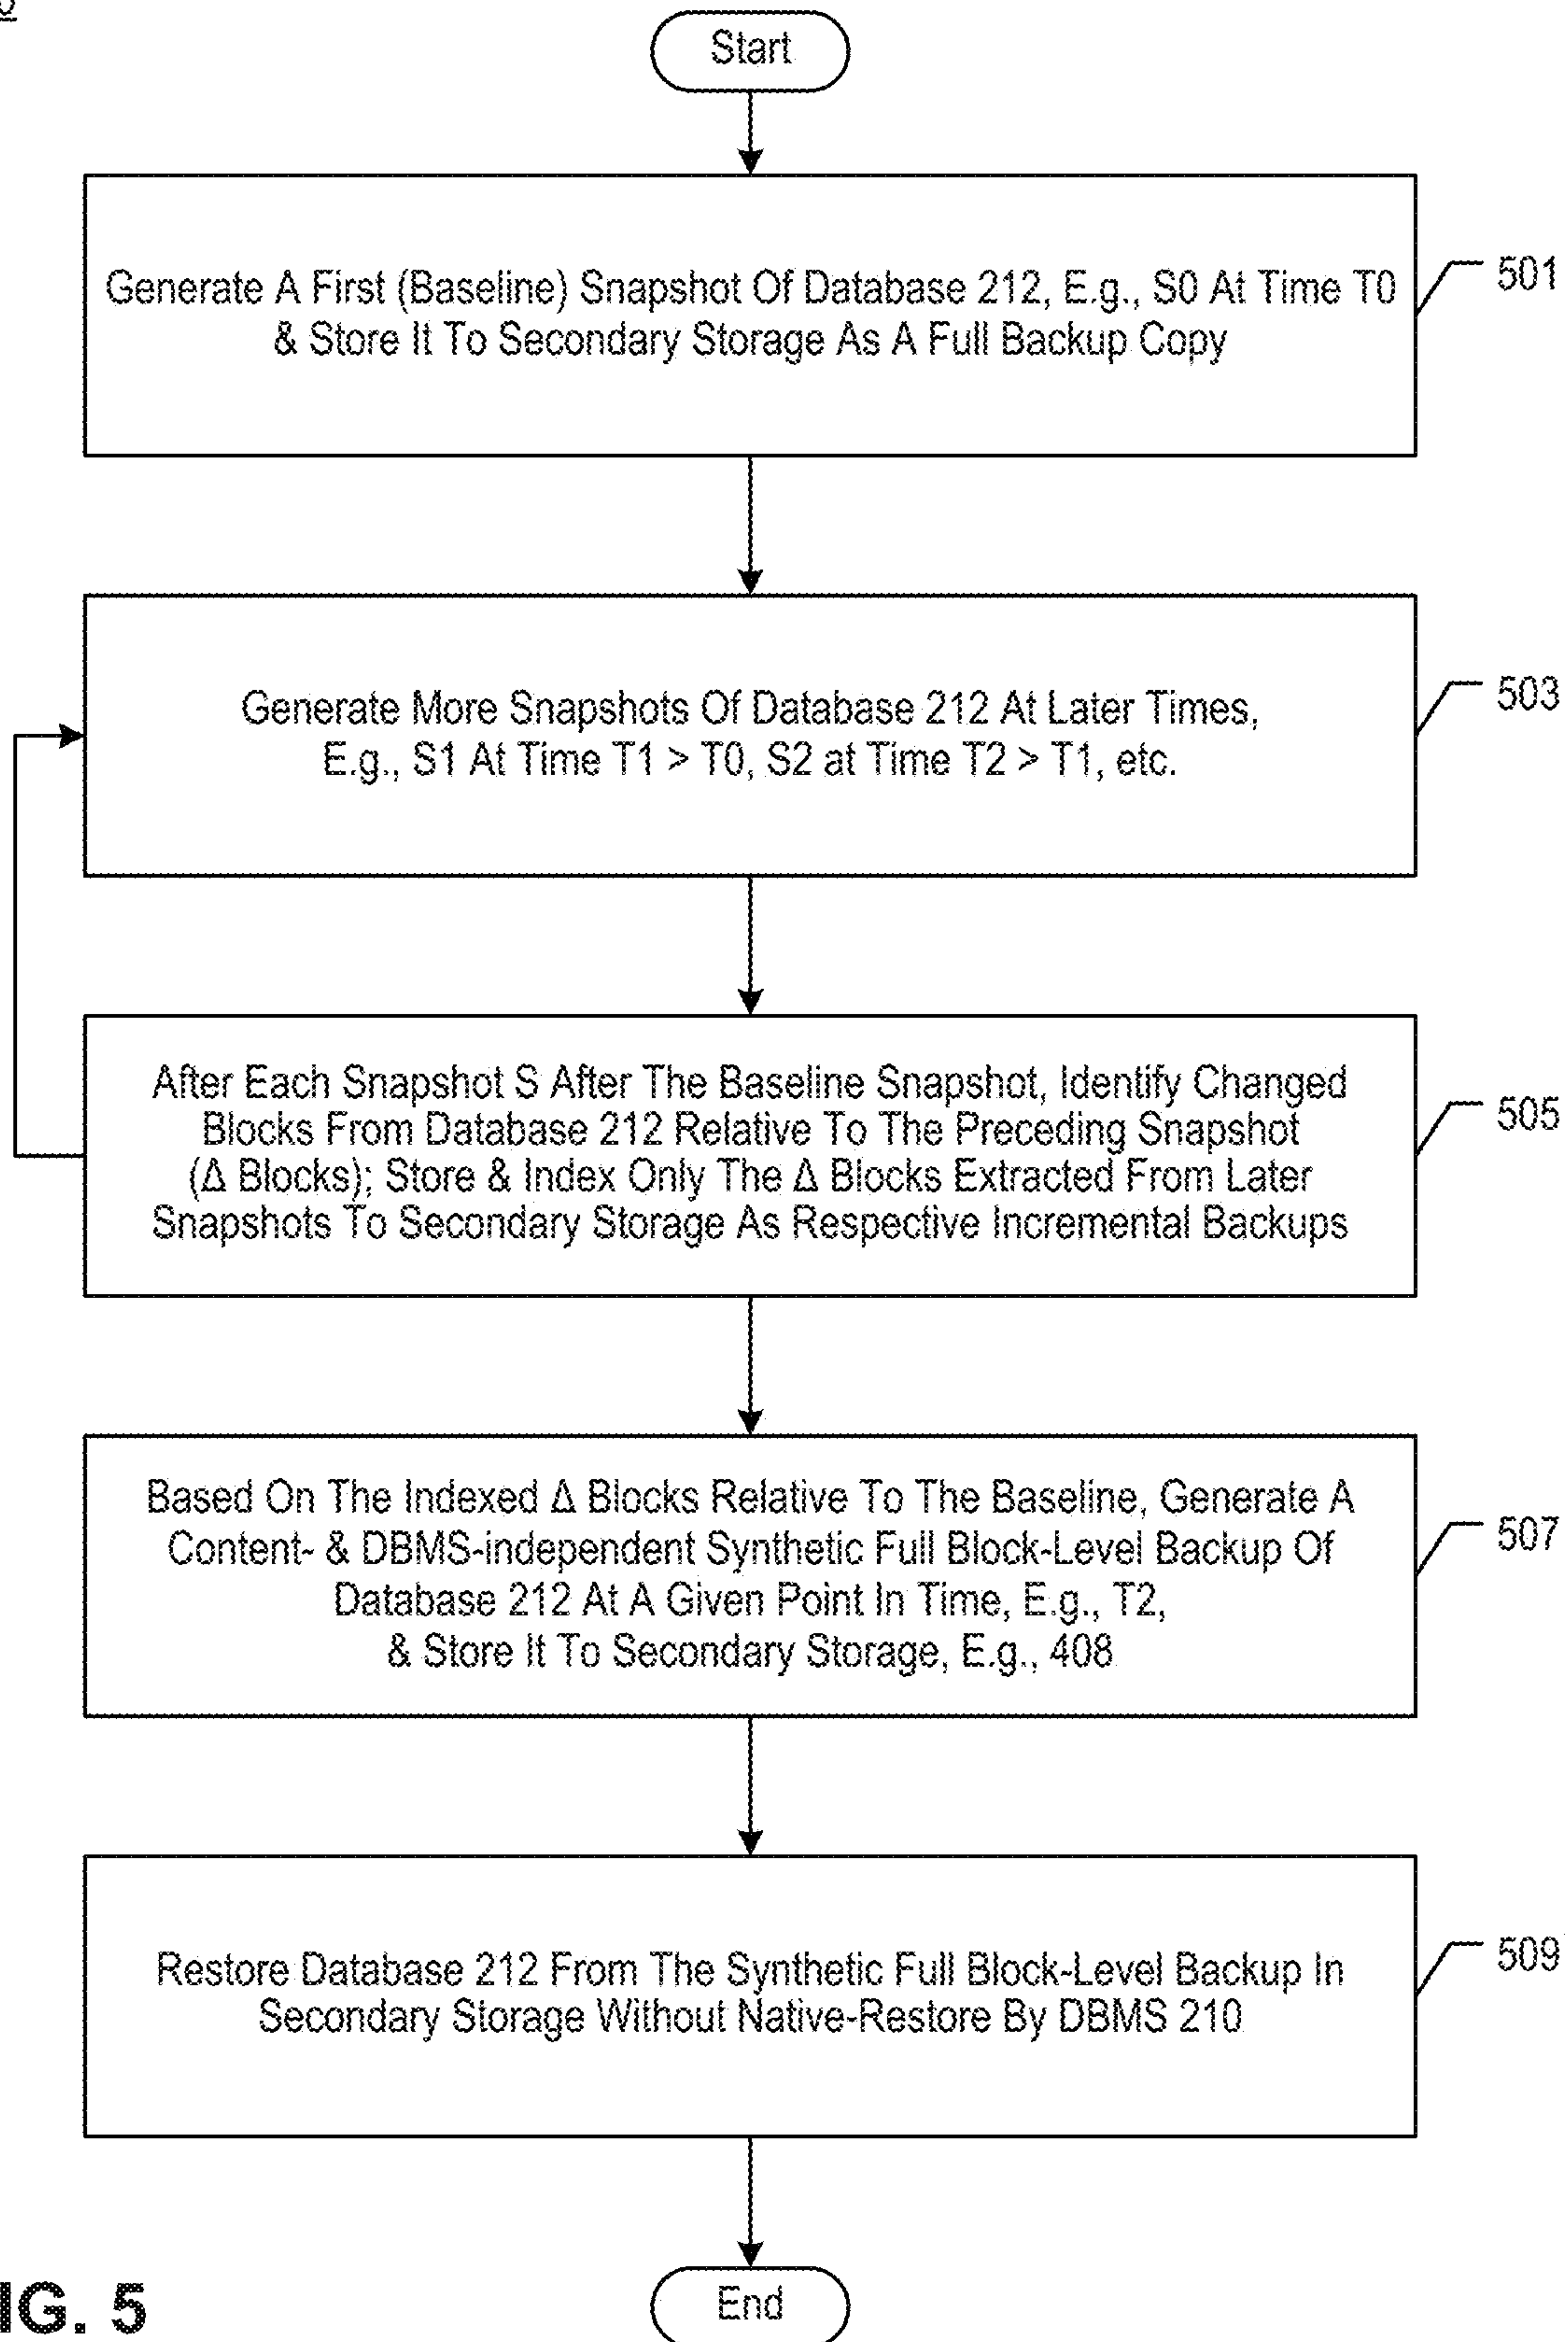 Start
Generate A First (Baseline) Snapshot Of Database 212, E.g., S0 At Time T0
& Store It To Secondary Storage As A Full Backup Copy
501
Generate More Snapshots Of Database 212 At Later Times,
E.g., S1 At Time T1 > T0, S2 at Time T2 > T1, etc.
503
After Each Snapshot S After The Baseline Snapshot, Identify Changed
Blocks From Database 212 Relative To The Preceding Snapshot
(Δ Blocks); Store & Index Only The Δ Blocks Extracted From Later
Snapshots To Secondary Storage As Respective Incremental Backups
505
Based On The Indexed Δ Blocks Relative To The Baseline, Generate A
Content- & DBMS-independent Synthetic Full Block-Level Backup Of
Database 212 At A Given Point In Time, E.g., T2,
& Store It To Secondary Storage, E.g., 408
507
Restore Database 212 From The Synthetic Full Block-Level Backup In
Secondary Storage Without Native-Restore By DBMS 210
509
End
IG. 5